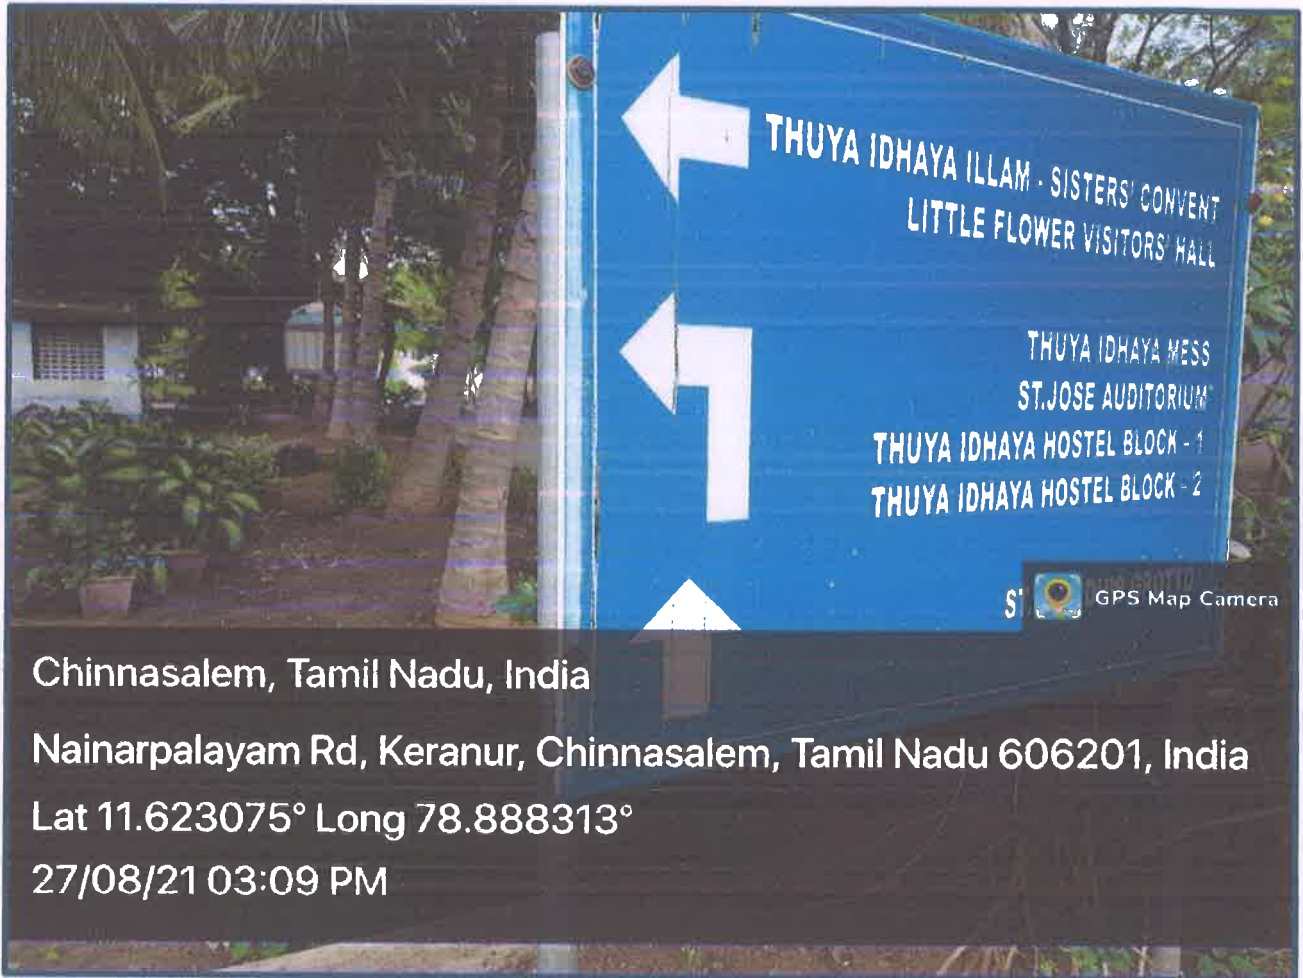 THUYA IDHAYA ILLAM - SISTERS' CONVENT
LITTLE FLOWER VISITORS' HALL
THUYA IDHAYA MESS
ST.JOSE AUDITORIUM
THUYA IDHAYA HOSTEL BLOCK - 1
THUYA IDHAYA HOSTEL BLOCK - 2
GROTTO
GPS Map Camera
Chinnasalem, Tamil Nadu, India
Nainarpalayam Rd, Keranur, Chinnasalem, Tamil Nadu 606201, India
Lat 11.623075° Long 78.888313°
27/08/21 03:09 PM